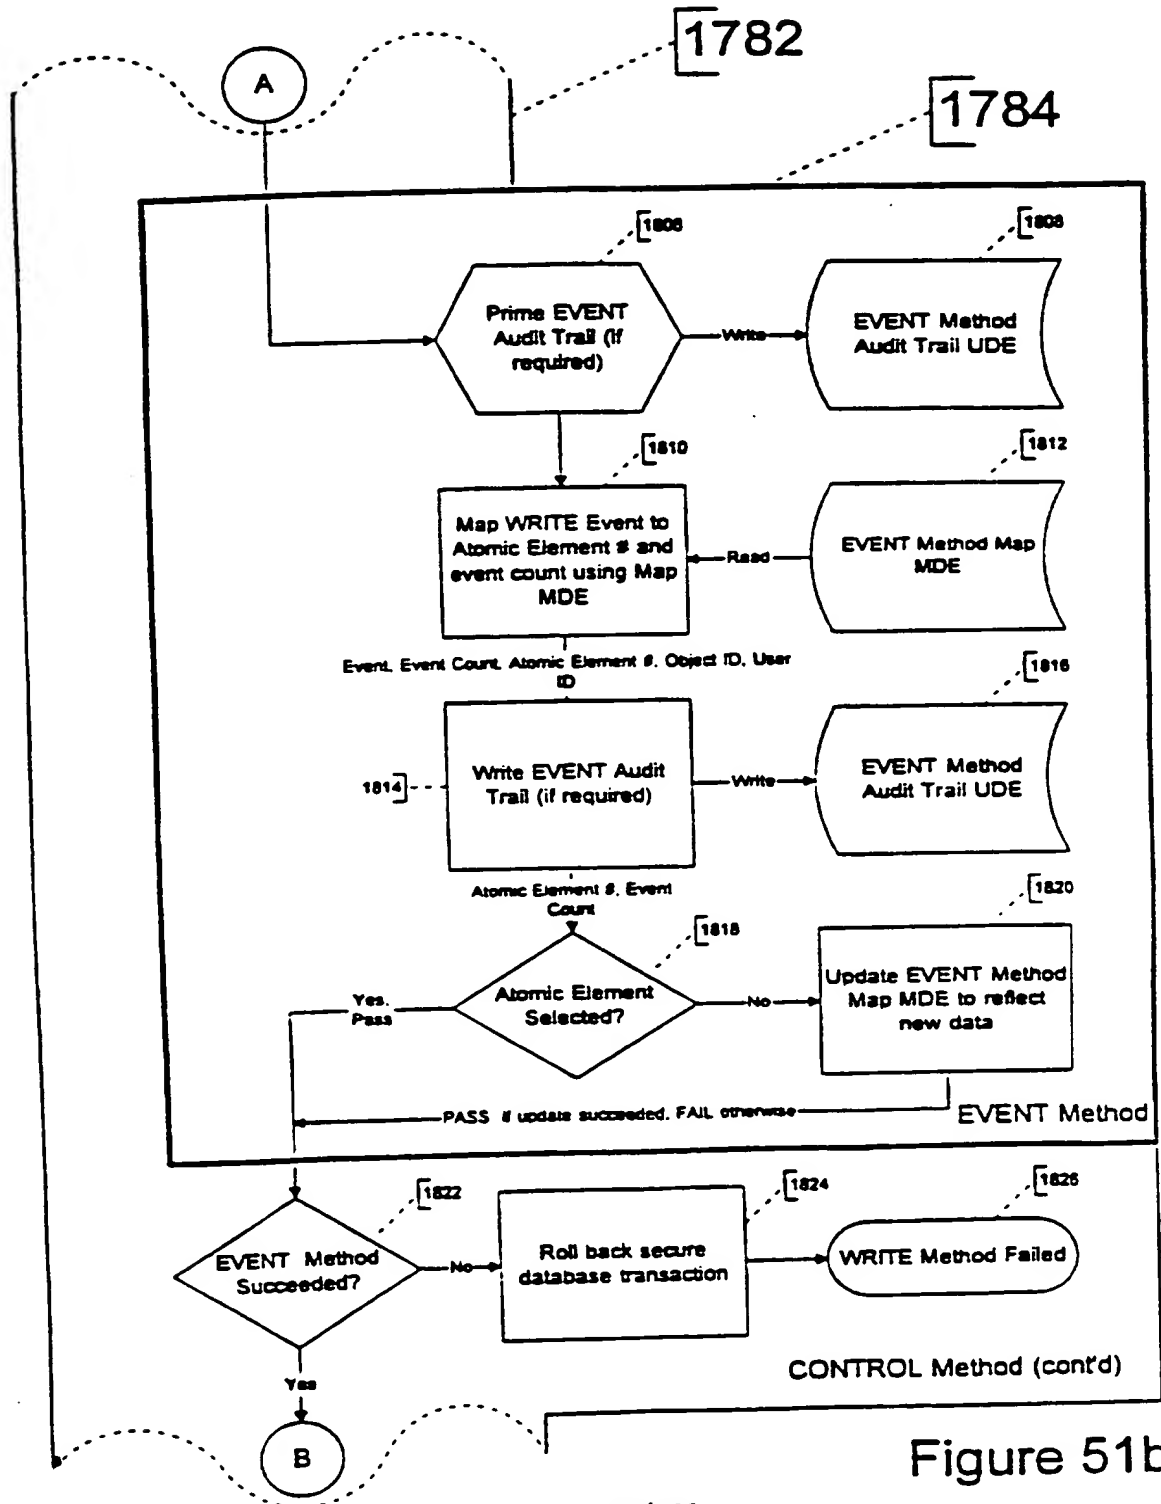 1782
A
1784
1806
1808
Prime EVENT
Audit Trail (if
required)
Write
EVENT Method
Audit Trail UDE
1810
1812
Map WRITE Event to
Atomic Element # and
event count using Map
MDE
Read
EVENT Method Map
MDE
Event, Event Count, Atomic Element #, Object ID, User
ID
1816
1814
Write EVENT Audit
Trail (if required)
Write
EVENT Method
Audit Trail UDE
Atomic Element #, Event
Count
1818
1820
Yes,
Pass
Atomic Element
Selected?
No
Update EVENT Method
Map MDE to reflect
new data
PASS if update succeeded, FAIL otherwise
EVENT Method
1822
1824
1826
EVENT Method
Succeeded?
No
Roll back secure
database transaction
WRITE Method Failed
Yes
CONTROL Method (cont'd)
B
Figure 51b